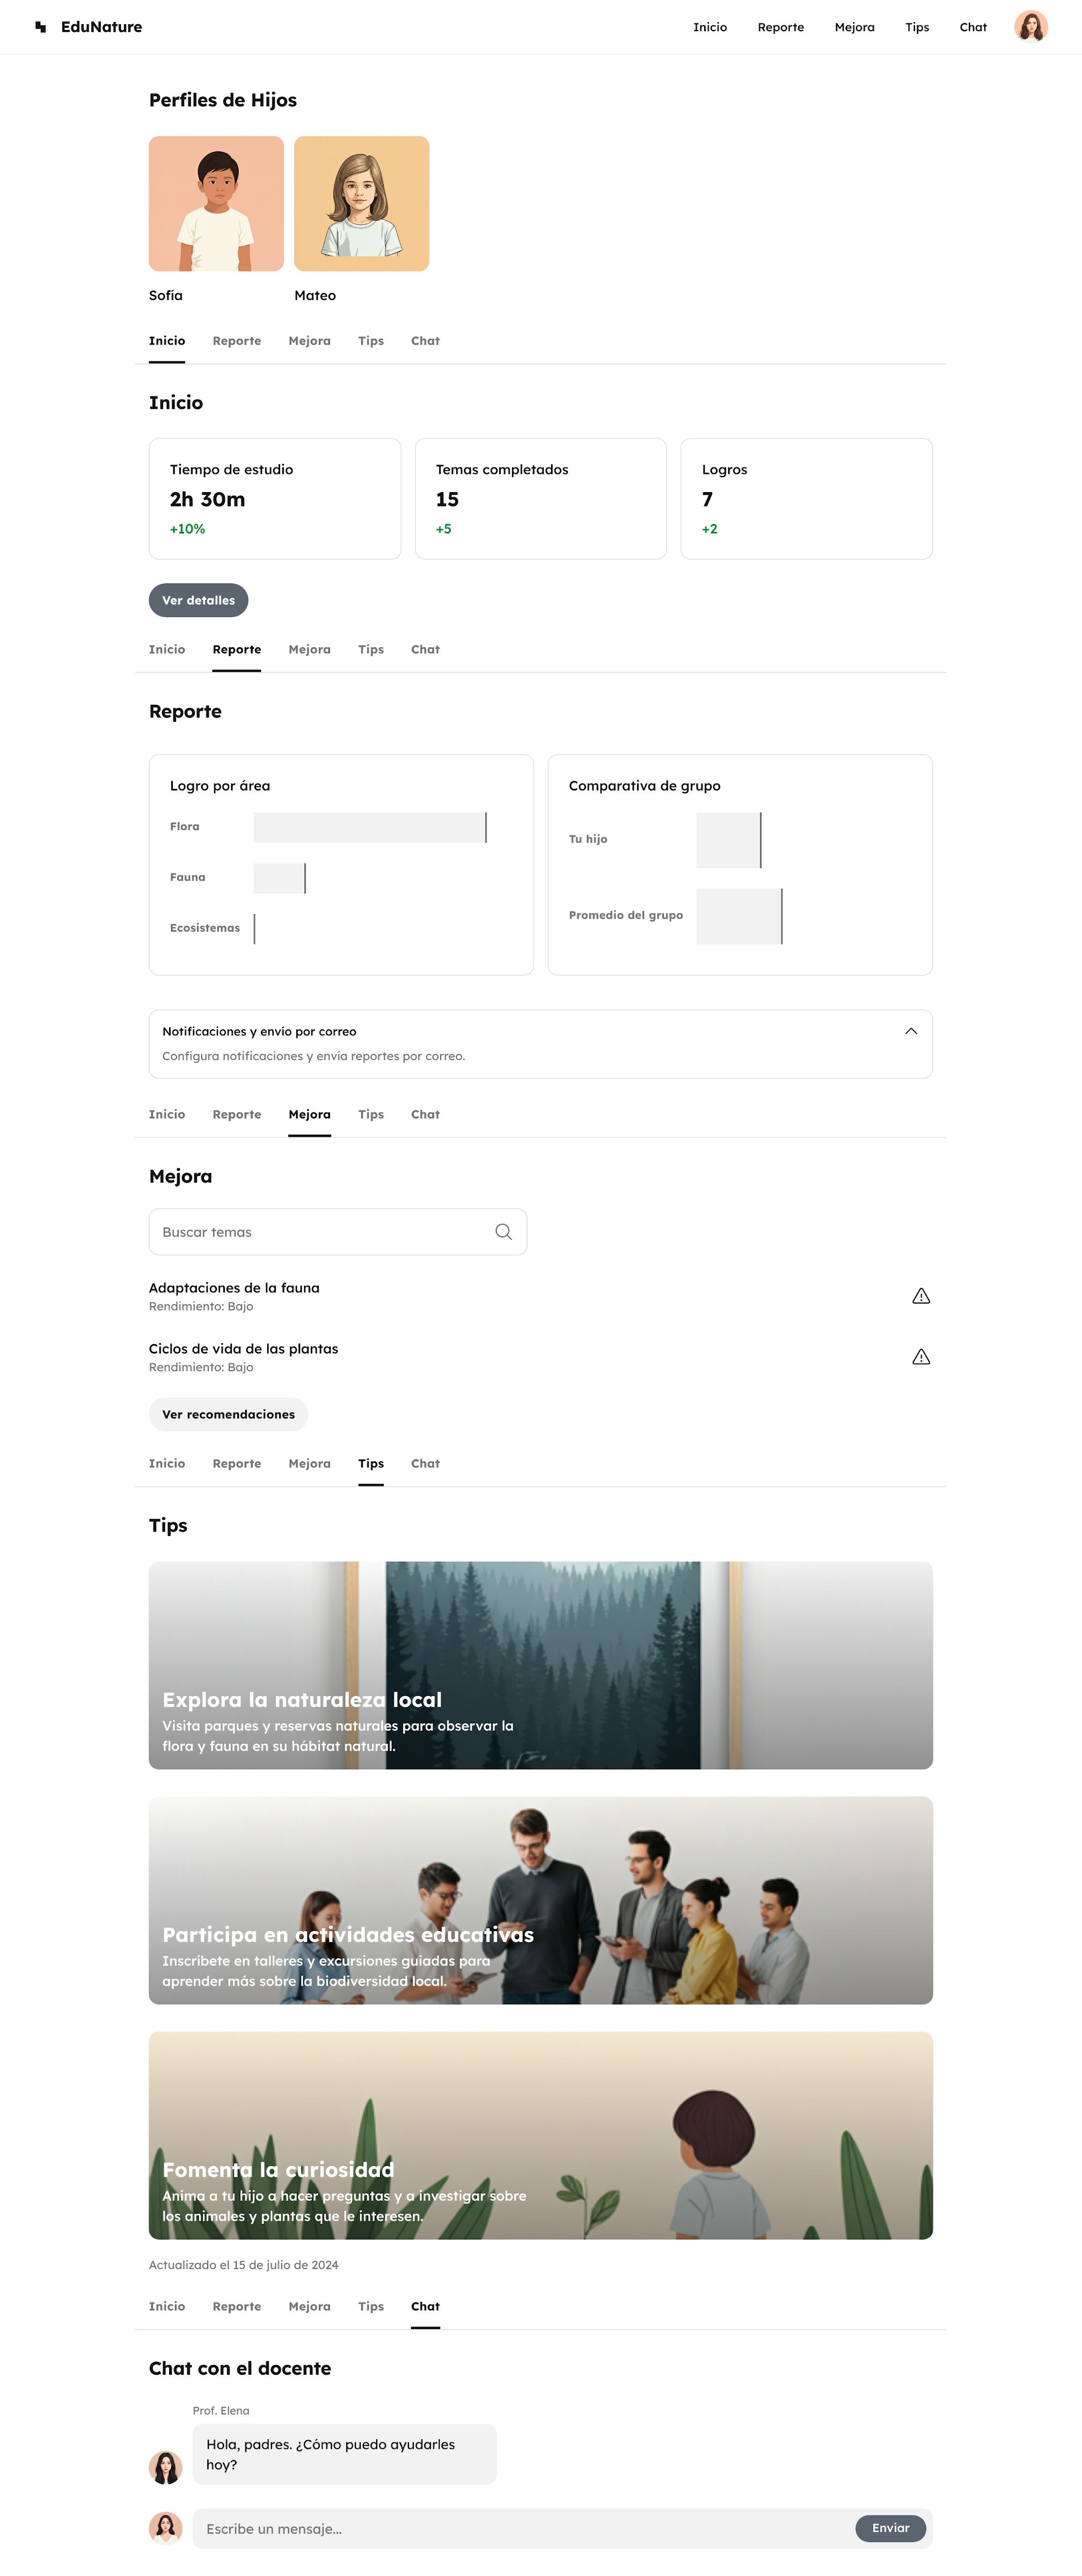 EduNature
Inicio
Reporte
Mejora
Tips
Chat
Perfiles de Hijos
Sofía
Mateo
Inicio
Reporte
Mejora
Tips
Chat
Inicio
Tiempo de estudio
2h 30m
+10%
Temas completados
15
+5
Logros
7
+2
Ver detalles
Inicio
Reporte
Mejora
Tips
Chat
Reporte
Logro por área
Flora
Fauna
Ecosistemas
Comparativa de grupo
Tu hijo
Promedio del grupo
Notificaciones y envío por correo
Configura notificaciones y envía reportes por correo.
Inicio
Reporte
Mejora
Tips
Chat
Mejora
Buscar temas
Adaptaciones de la fauna
Rendimiento: Bajo
Ciclos de vida de las plantas
Rendimiento: Bajo
Ver recomendaciones
Inicio
Reporte
Mejora
Tips
Chat
Tips
Explora la naturaleza local
Visita parques y reservas naturales para observar la
flora y fauna en su hábitat natural.
Participa en actividades educativas
Inscríbete en talleres y excursiones guiadas para
aprender más sobre la biodiversidad local.
Fomenta la curiosidad
Anima a tu hijo a hacer preguntas y a investigar sobre
los animales y plantas que le interesen.
Actualizado el 15 de julio de 2024
Inicio
Reporte
Mejora
Tips
Chat
Chat con el docente
Prof. Elena
Hola, padres. ¿Cómo puedo ayudarles
hoy?
Escribe un mensaje...
Enviar